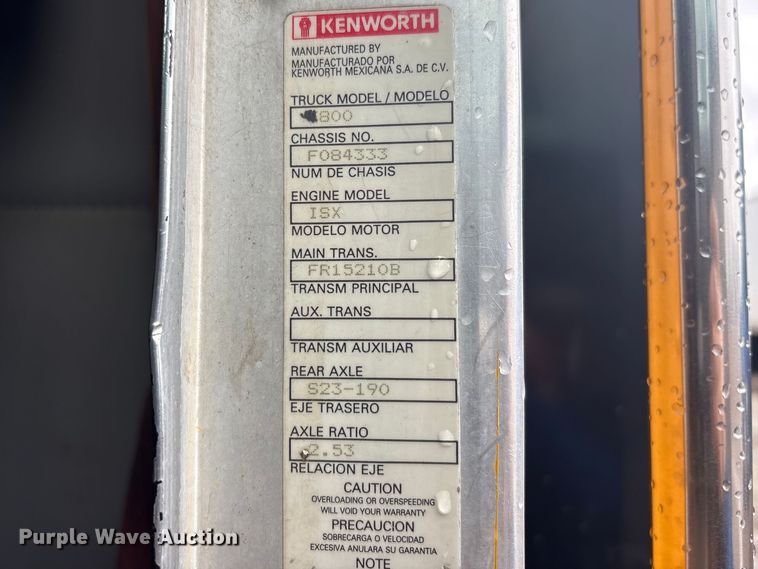 KENWORTH
MANUFACTURED BY
MANUFACTURADO POR
KENWORTH MEXICANA S.A. DE C.V.
TRUCK MODEL / MODELO
800
CHASSIS NO.
F084333
NUM DE CHASIS
ENGINE MODEL
ISX
MODELO MOTOR
MAIN TRANS.
FR15210B
TRANSM PRINCIPAL
AUX. TRANS
TRANSM AUXILIAR
REAR AXLE
S23-190
EJE TRASERO
AXLE RATIO
2.53
RELACION EJE
CAUTION
OVERLOADING OR OVERSPEEDING
WILL VOID YOUR WARRANTY
PRECAUCION
SOBRECARGA O VELOCIDAD
EXCESIVA ANULARA SU GARANTIA
NOTE
Purple Wave Auction